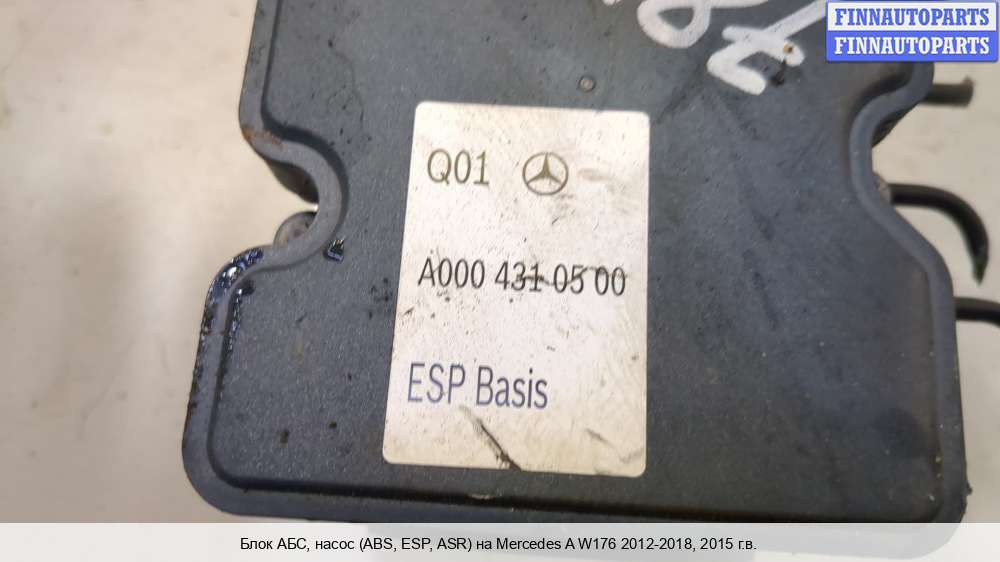 FINNAUTOPARTS
FINNAUTOPARTS
Q01
A000 431 05 00
ESP Basis
Блок АБС, насос (ABS, ESP, ASR) на Mercedes A W176 2012-2018, 2015 г.в.